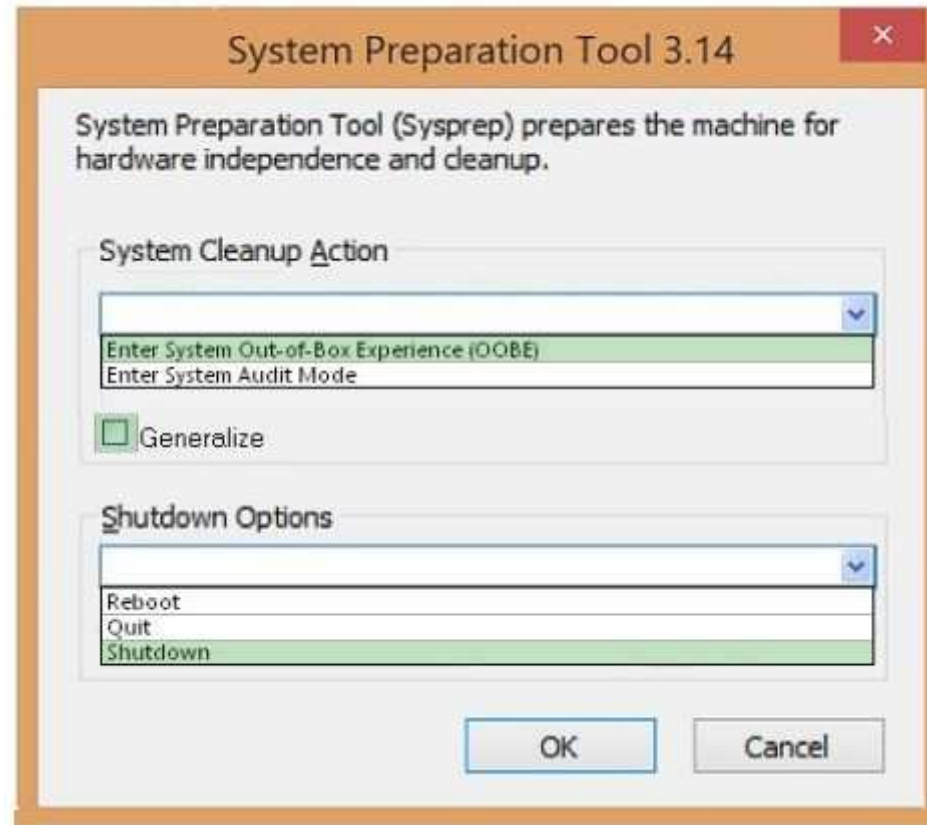 System Preparation Tool 3.14
System Preparation Tool (Sysprep) prepares the machine for
hardware independence and cleanup.
System Cleanup Action
Enter System Out-of-Box Experience (OOBE)
Enter System Audit Mode
Generalize
Shutdown Options
Reboot
Quit
Shutdown
OK
Cancel